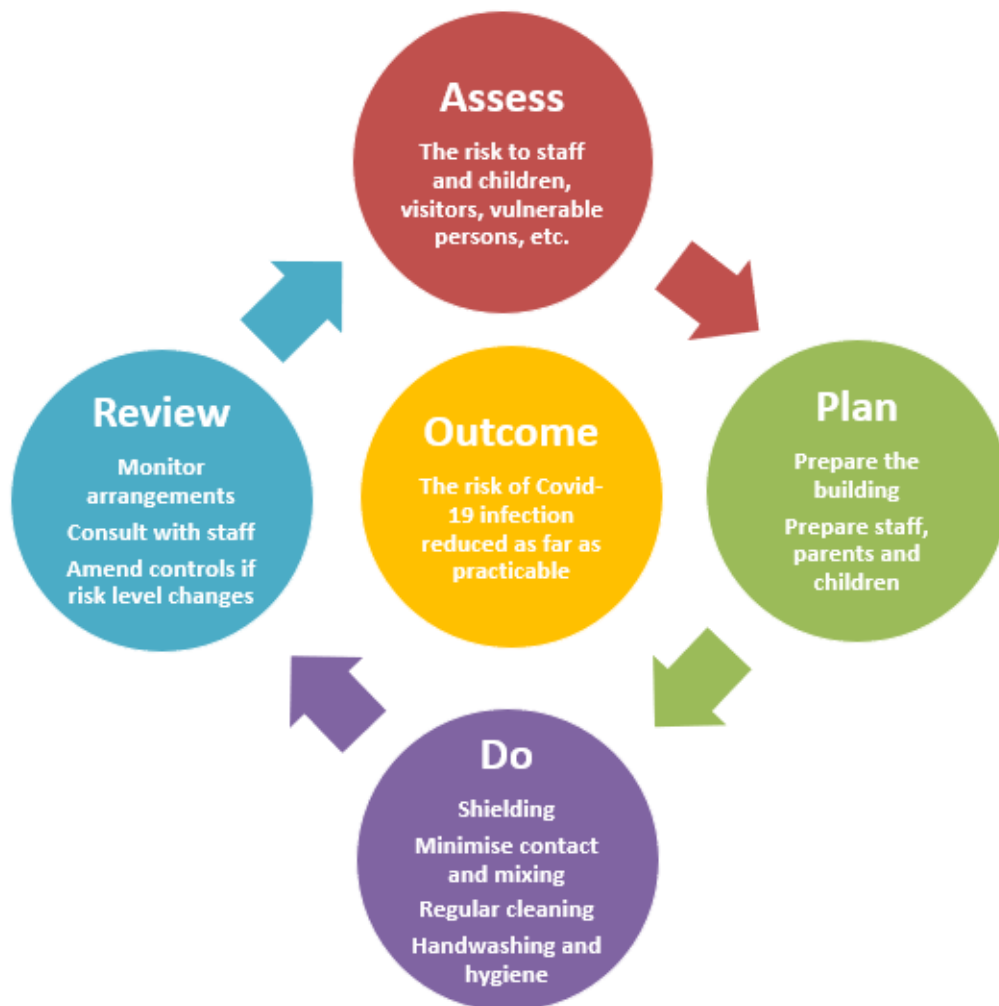 Assess
The risk to staff
and children,
visitors, vulnerable
persons, etc.
Plan
Prepare the
building
Prepare staff,
parents and
children
Do
Shielding
Minimise contact
and mixing
Regular cleaning
Handwashing and
hygiene
Review
Monitor
arrangements
Consult with staff
Amend controls if
risk level changes
Outcome
The risk of Covid-
19 infection
reduced as far as
practicable